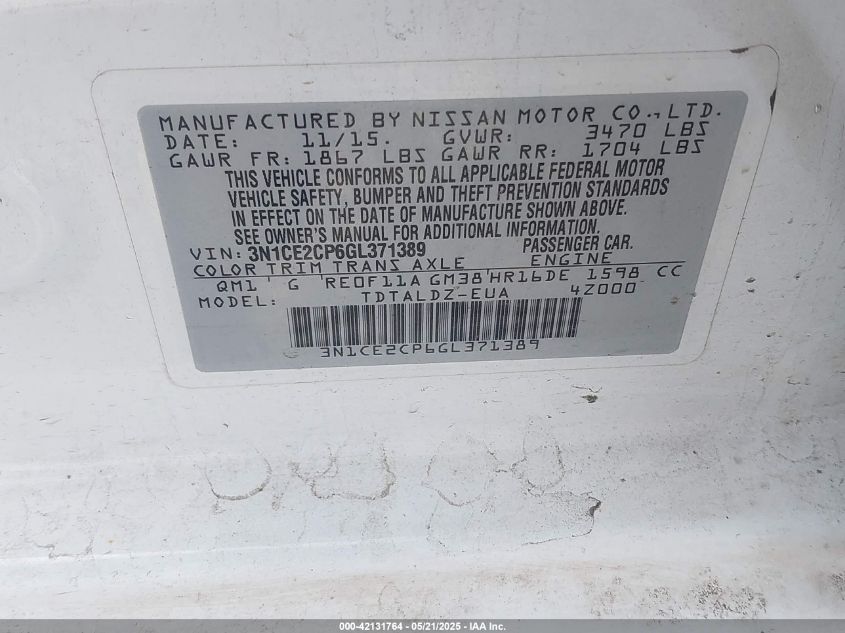 MANUFACTURED BY NISSAN MOTOR CO., LTD.
DATE: 11/15. GVWR: 3470 LBS
GAWR FR: 1867 LBS GAWR RR: 1704 LBS
THIS VEHICLE CONFORMS TO ALL APPLICABLE FEDERAL MOTOR
VEHICLE SAFETY, BUMPER AND THEFT PREVENTION STANDARDS
IN EFFECT ON THE DATE OF MANUFACTURE SHOWN ABOVE.
SEE OWNER'S MANUAL FOR ADDITIONAL INFORMATION.
VIN: 3N1CE2CP6GL371389 PASSENGER CAR.
COLOR TRIM TRANS AXLE ENGINE
QM1 G RE0F11A GM38 HR16DE 1598 CC
MODEL: TDTALDZ-EUA 4Z000
3N1CE2CP6GL371389
000-42131764 - 05/21/2025 - IAA Inc.